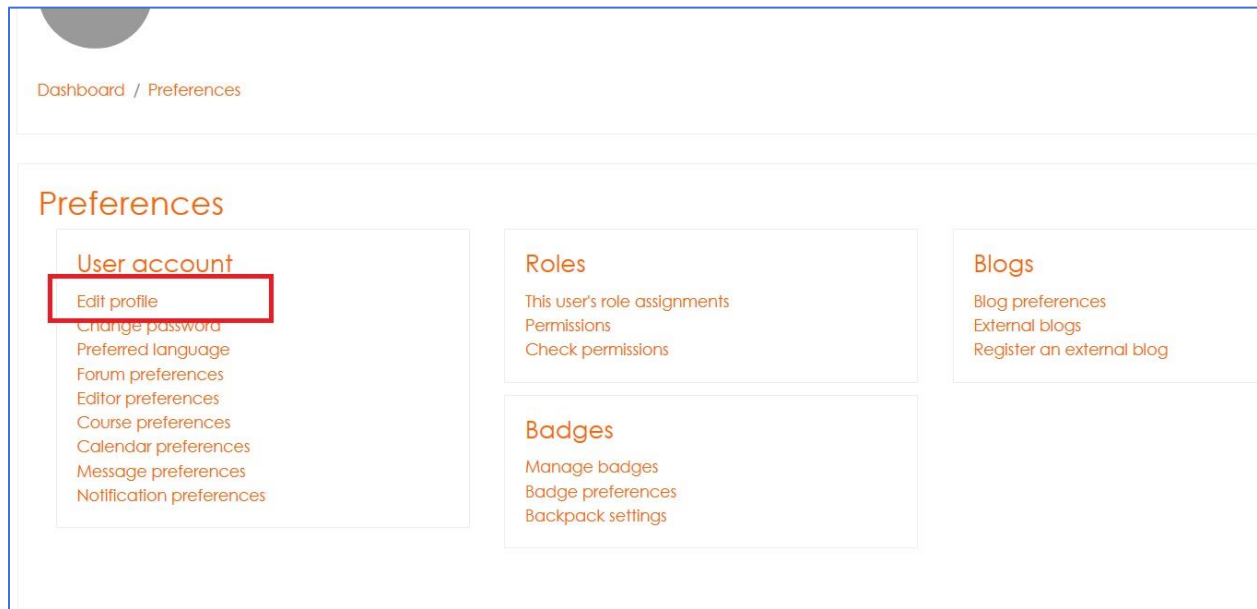 Dashboard / Preferences
Preferences
User account
Edit profile
Change password
Preferred language
Forum preferences
Editor preferences
Course preferences
Calendar preferences
Message preferences
Notification preferences
Roles
This user's role assignments
Permissions
Check permissions
Badges
Manage badges
Badge preferences
Backpack settings
Blogs
Blog preferences
External blogs
Register an external blog